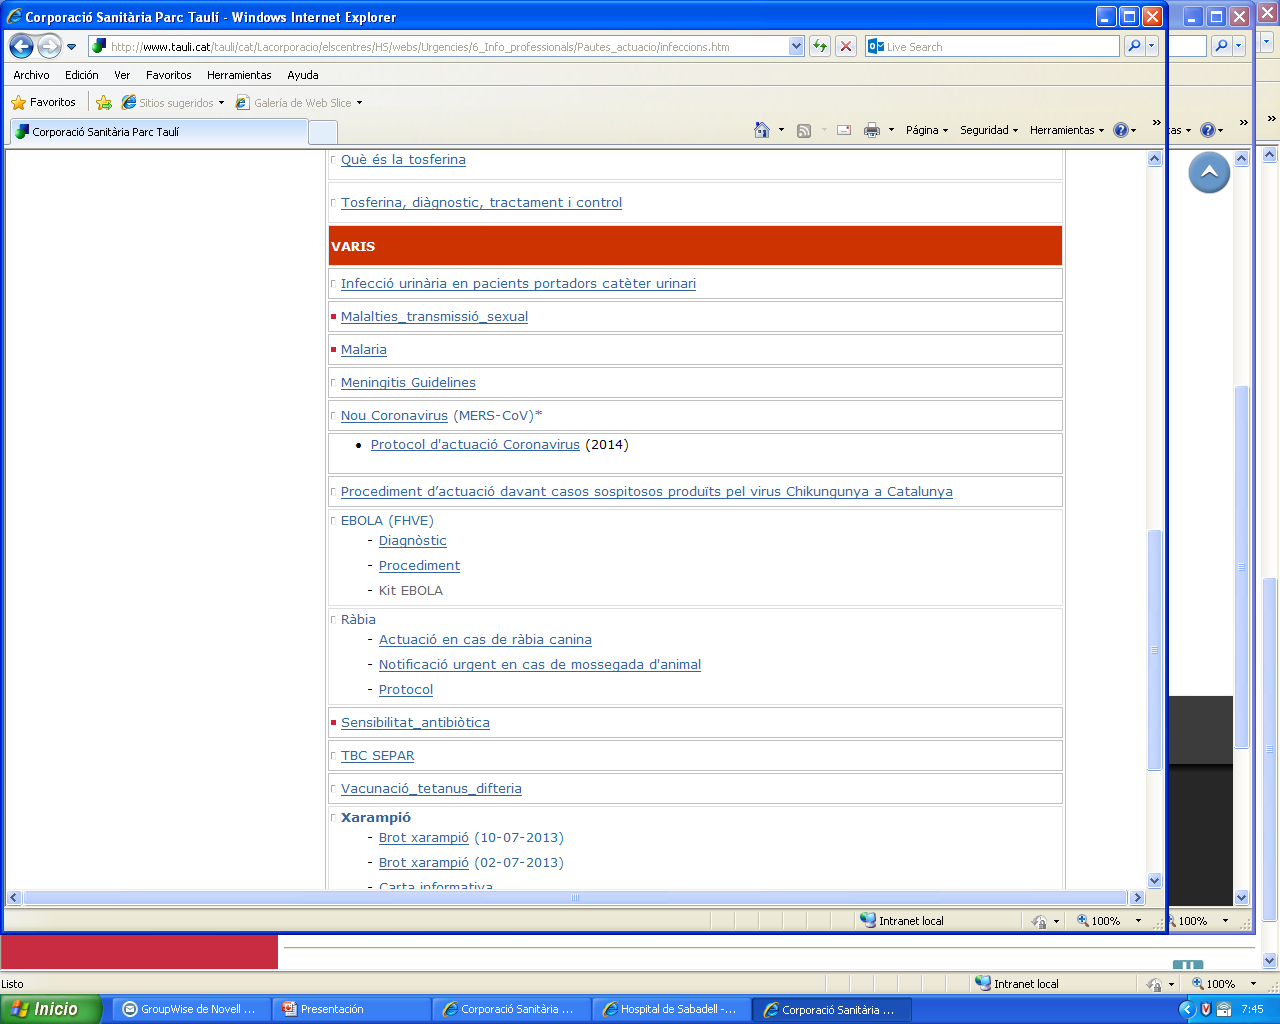 Corporació Sanitària Parc Taulí - Windows Internet Explorer
http://www.tauli.cat/tauli/cat/Lacorporacio/elscentres/HS/webs/Urgencies/6_Info_professionals/Pautes_actuacio/infeccions.htm
Live Search
Archivo Edición Ver Favoritos Herramientas Ayuda
Favoritos Sitios sugeridos Galería de Web Slice
Corporació Sanitària Parc Taulí
Página Seguridad Herramientas
Què és la tosferina
Tosferina, diàgnostic, tractament i control
VARIS
Infecció urinària en pacients portadors catèter urinari
Malalties_transmissió_sexual
Malaria
Meningitis Guidelines
Nou Coronavirus (MERS-CoV)*
• Protocol d'actuació Coronavirus (2014)
Procediment d’actuació davant casos sospitosos produïts pel virus Chikungunya a Catalunya
EBOLA (FHVE)
- Diagnòstic
- Procediment
- Kit EBOLA
Ràbia
- Actuació en cas de ràbia canina
- Notificació urgent en cas de mossegada d'animal
- Protocol
Sensibilitat_antibiòtica
TBC SEPAR
Vacunació_tetanus_difteria
Xarampió
- Brot xarampió (10-07-2013)
- Brot xarampió (02-07-2013)
- Carta informativa
Intranet local 100% 100%
Listo Intranet local 100%
Inicio GroupWise de Novell ... Presentación Corporació Sanitària ... Hospital de Sabadell -... Corporació Sanitària ... 7:45